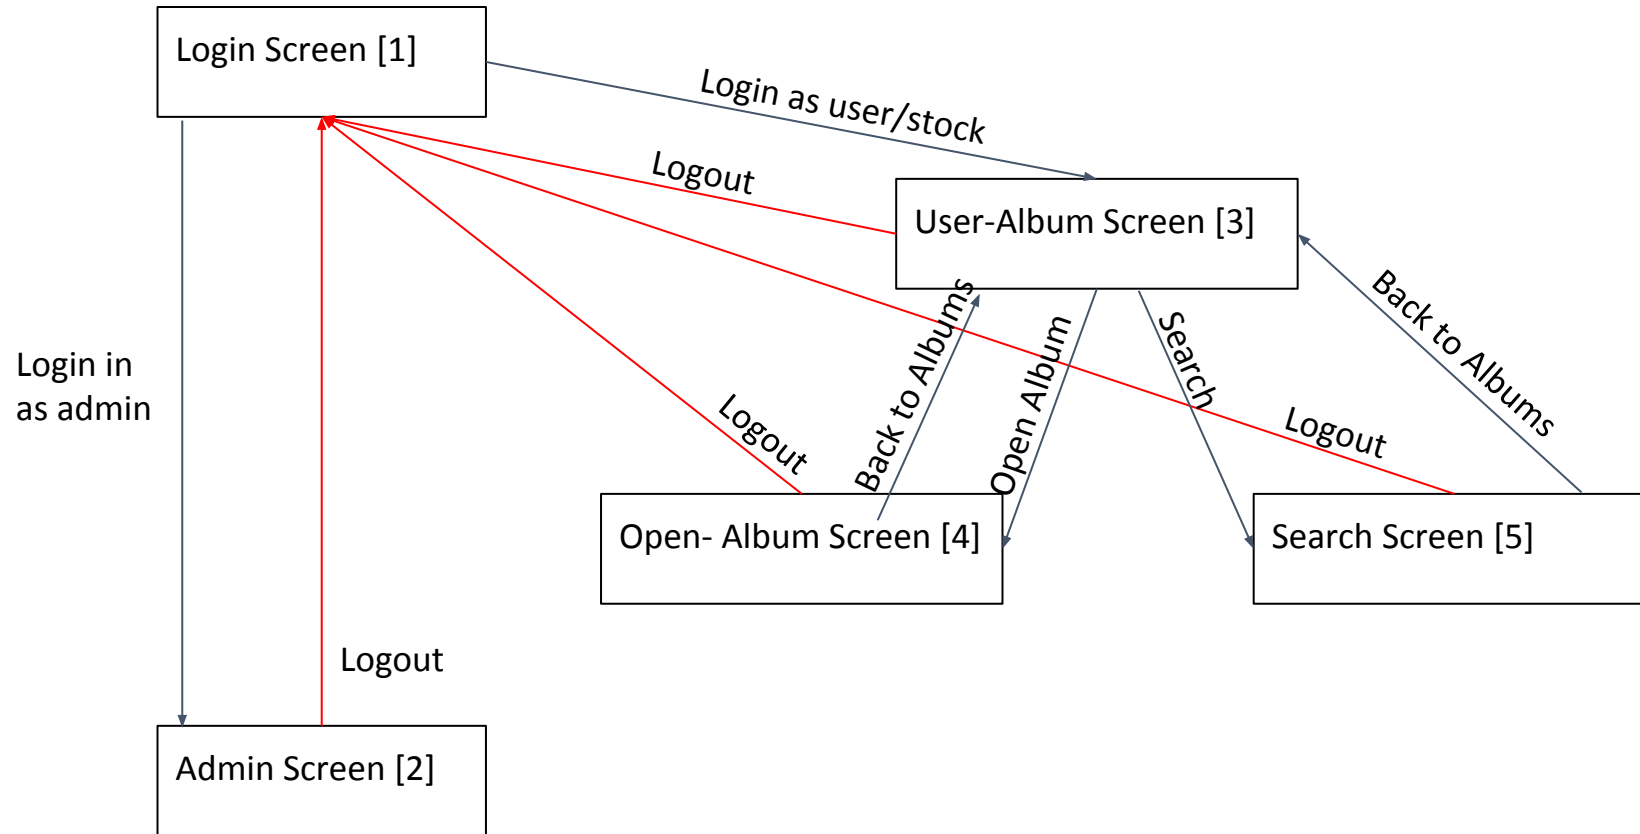 Login Screen [1]
Login as user/stock
Logout
User-Album Screen [3]
Back to Albums
Open Album
Search
Back to Albums
Login in
as admin
Logout
Logout
Open- Album Screen [4]
Search Screen [5]
Logout
Admin Screen [2]